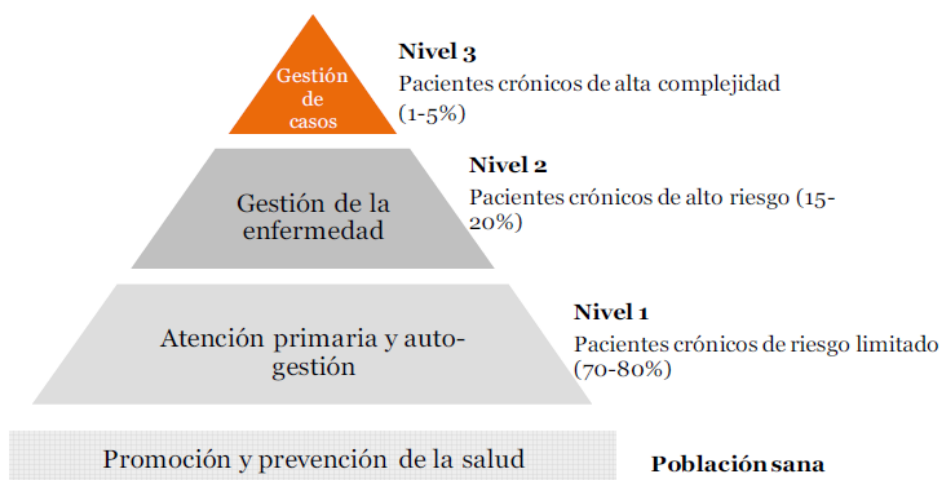 Gestión
de
casos
Nivel 3
Pacientes crónicos de alta complejidad
(1-5%)
Gestión de la
enfermedad
Nivel 2
Pacientes crónicos de alto riesgo (15-
20%)
Atención primaria y auto-
gestión
Nivel 1
Pacientes crónicos de riesgo limitado
(70-80%)
Promoción y prevención de la salud
Población sana